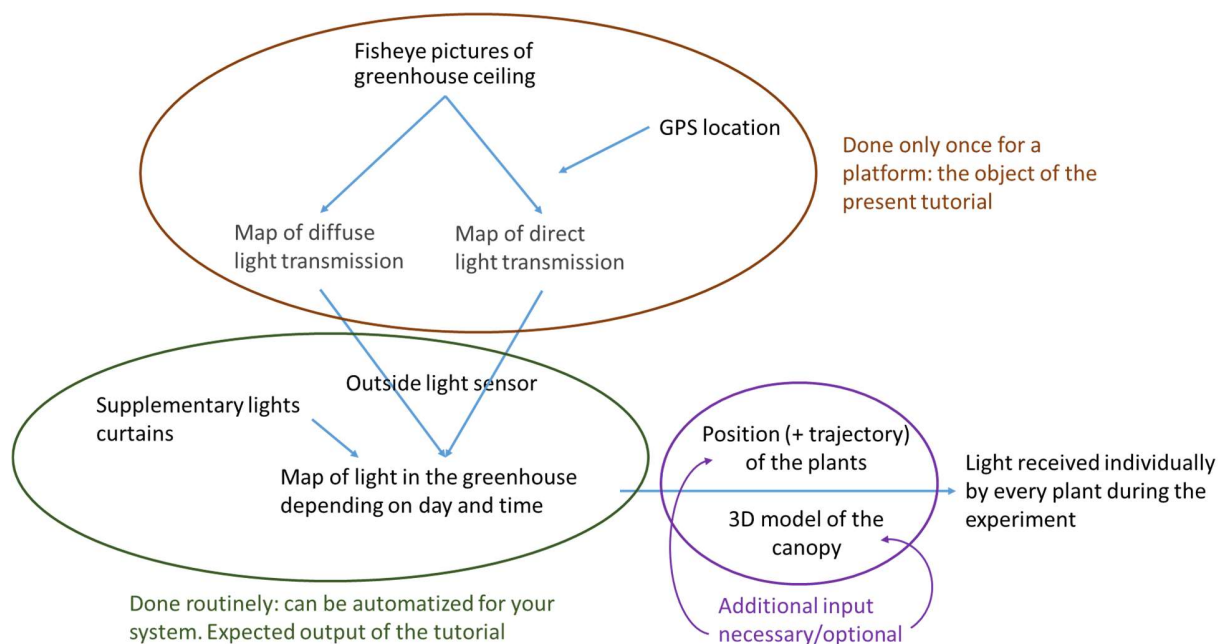 Fisheye pictures of
greenhouse ceiling
GPS location
Done only once for a
platform: the object of the
present tutorial
Map of diffuse
light transmission
Map of direct
light transmission
Outside light sensor
Supplementary lights
curtains
Map of light in the greenhouse
depending on day and time
Position (+ trajectory)
of the plants
3D model of the
canopy
Light received individually
by every plant during the
experiment
Done routinely: can be automatized for your
system. Expected output of the tutorial
Additional input
necessary/optional